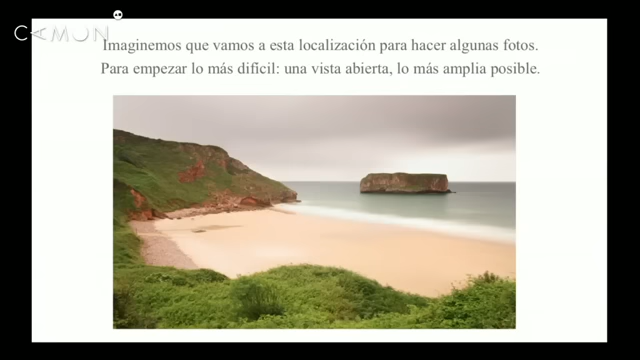 CAMON
Imaginemos que vamos a esta localización para hacer algunas fotos.
Para empezar lo más difícil: una vista abierta, lo más amplia posible.